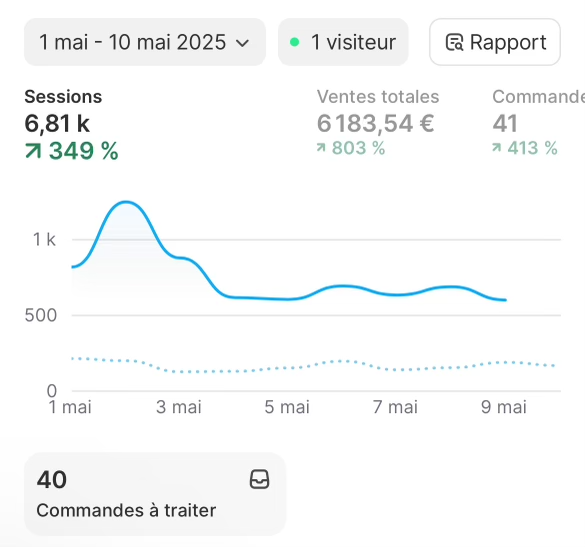 1 mai - 10 mai 2025
1 visiteur
Rapport
Sessions
6,81 k
349 %
Ventes totales
6 183,54 €
803 %
Commande
41
413 %
1 k
500
0
1 mai
3 mai
5 mai
7 mai
9 mai
40
Commandes à traiter